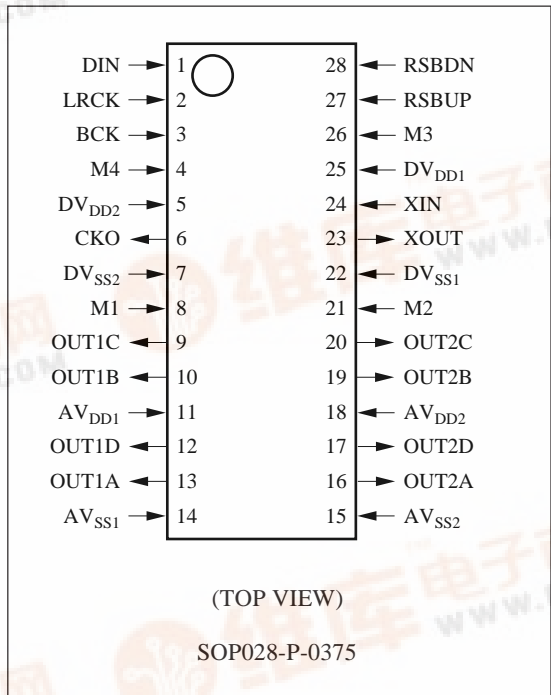 DIN 1 28 RSBDN
LRCK 2 27 RSBUP
BCK 3 26 M3
M4 4 25 DVDD1
DVDD2 5 24 XIN
CKO 6 23 XOUT
DVSS2 7 22 DVSS1
M1 8 21 M2
OUT1C 9 20 OUT2C
OUT1B 10 19 OUT2B
AVDD1 11 18 AVDD2
OUT1D 12 17 OUT2D
OUT1A 13 16 OUT2A
AVSS1 14 15 AVSS2
(TOP VIEW)
SOP028-P-0375